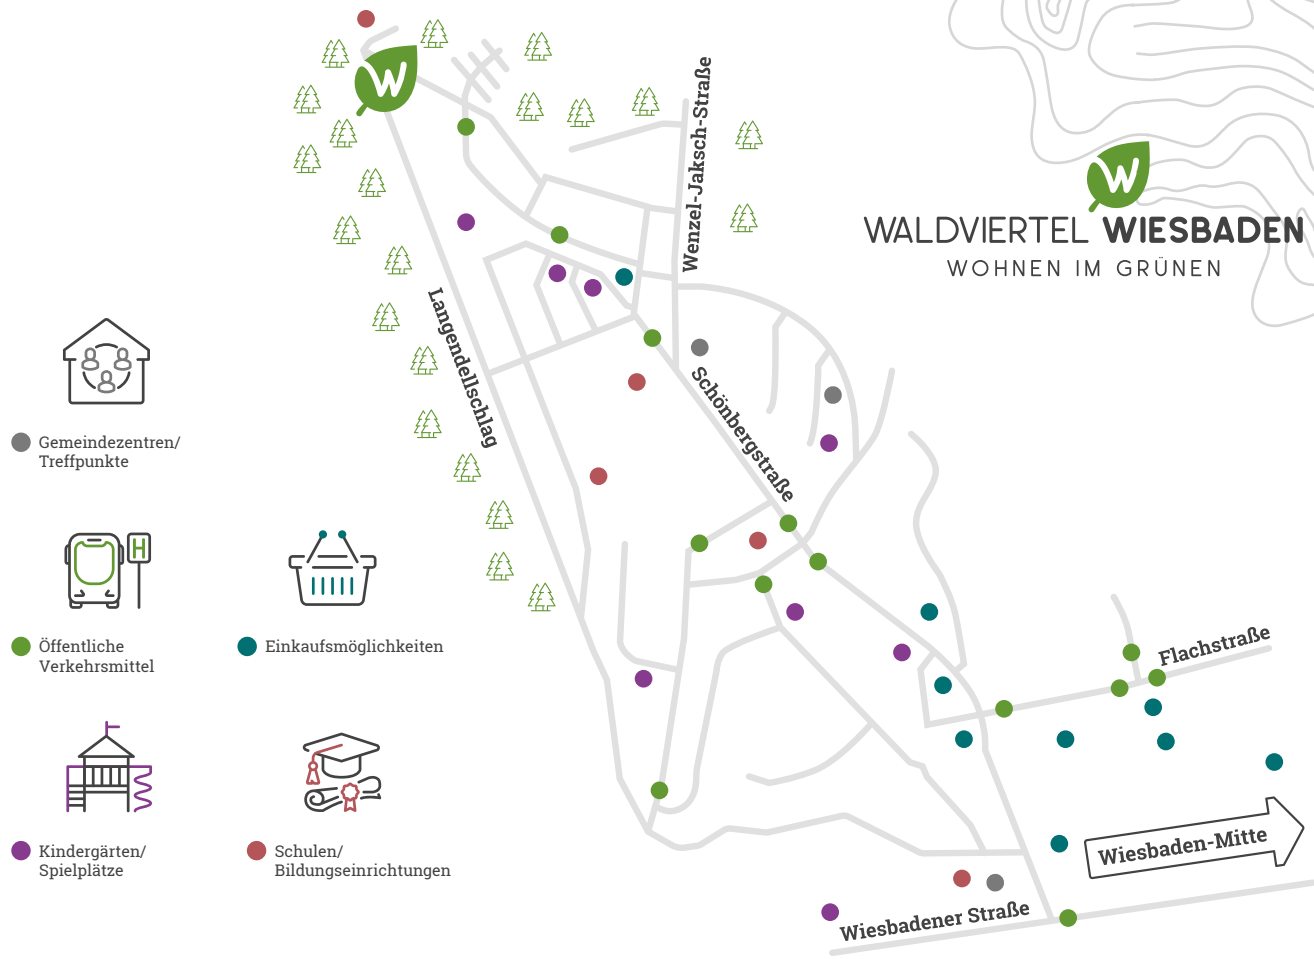 Wenzel-Jaksch-Straße
W
W
WALDVIERTEL WIESBADEN
WOHNEN IM GRÜNEN
Langendellschlag
Schönbergstraße
Gemeindezentren/
Treffpunkte
H
Öffentliche
Verkehrsmittel
Einkaufsmöglichkeiten
Flachstraße
Kindergärten/
Spielplätze
Schulen/
Bildungseinrichtungen
Wiesbaden-Mitte
Wiesbadener Straße